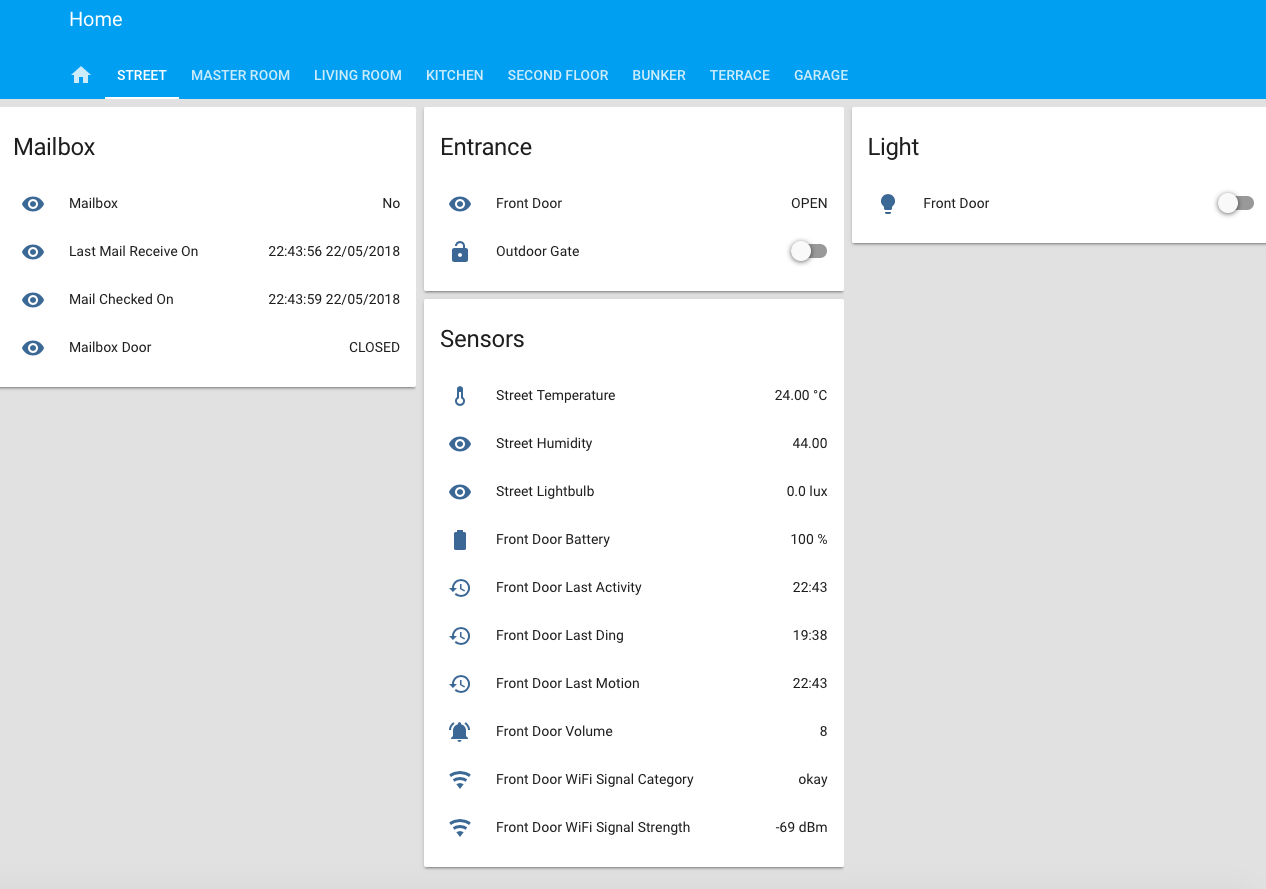 Home
STREET MASTER ROOM LIVING ROOM KITCHEN SECOND FLOOR BUNKER TERRACE GARAGE
Mailbox
Mailbox No
Last Mail Receive On 22:43:56 22/05/2018
Mail Checked On 22:43:59 22/05/2018
Mailbox Door CLOSED
Entrance
Front Door OPEN
Outdoor Gate
Sensors
Street Temperature 24.00 °C
Street Humidity 44.00
Street Lightbulb 0.0 lux
Front Door Battery 100 %
Front Door Last Activity 22:43
Front Door Last Ding 19:38
Front Door Last Motion 22:43
Front Door Volume 8
Front Door WiFi Signal Category okay
Front Door WiFi Signal Strength -69 dBm
Light
Front Door